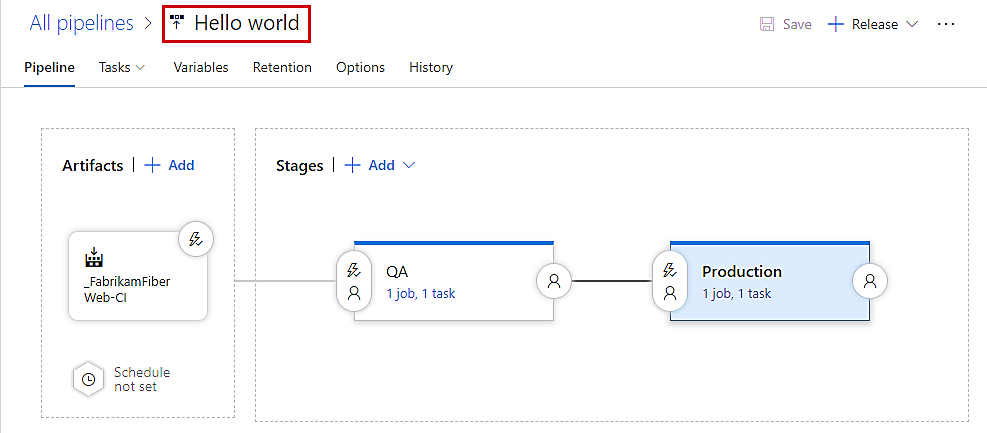 All pipelines > Hello world
Save + Release ...
Pipeline Tasks Variables Retention Options History
Artifacts | + Add
Stages | + Add
_FabrikamFiber
Web-CI
QA
1 job, 1 task
Production
1 job, 1 task
Schedule
not set